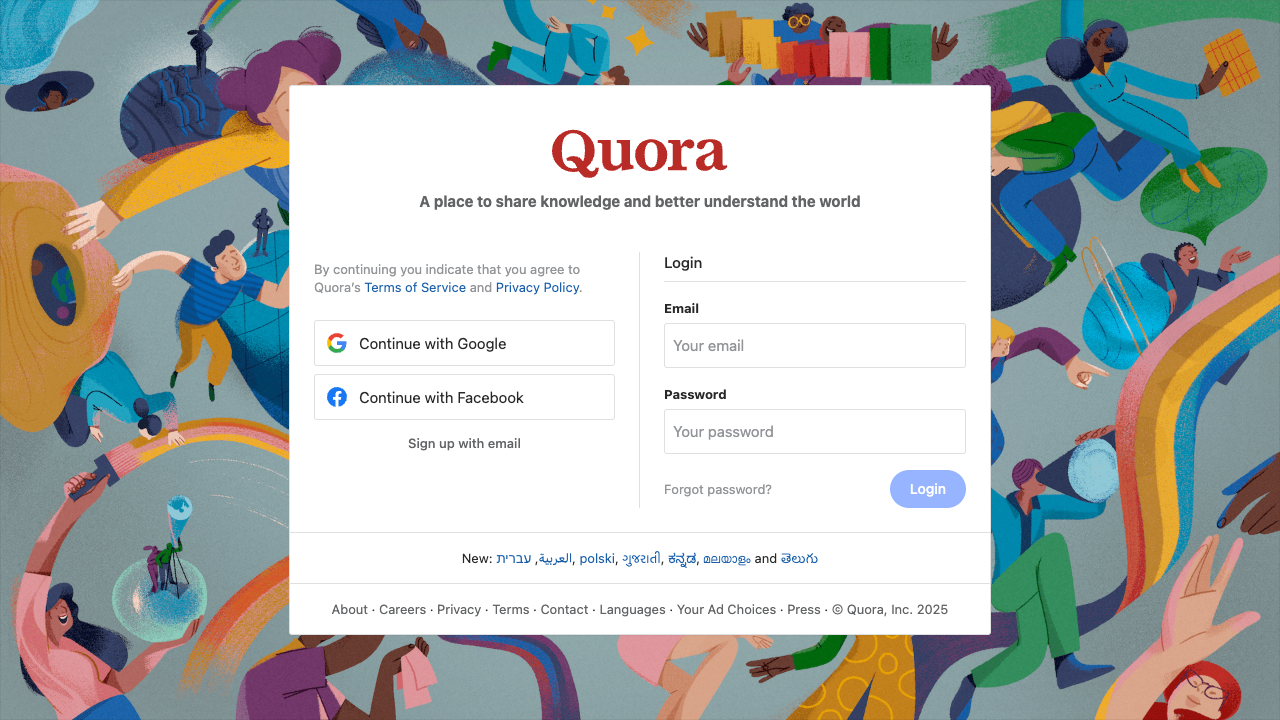 Quora
A place to share knowledge and better understand the world
By continuing you indicate that you agree to
Quora's Terms of Service and Privacy Policy.
Continue with Google
Continue with Facebook
Sign up with email
Login
Email
Your email
Password
Your password
Forgot password?
Login
New: עברית, العربية, polski, ગુજરાતી, ಕನ್ನಡ, മലയാളം and తెలుగు
About · Careers · Privacy · Terms · Contact · Languages · Your Ad Choices · Press · © Quora, Inc. 2025